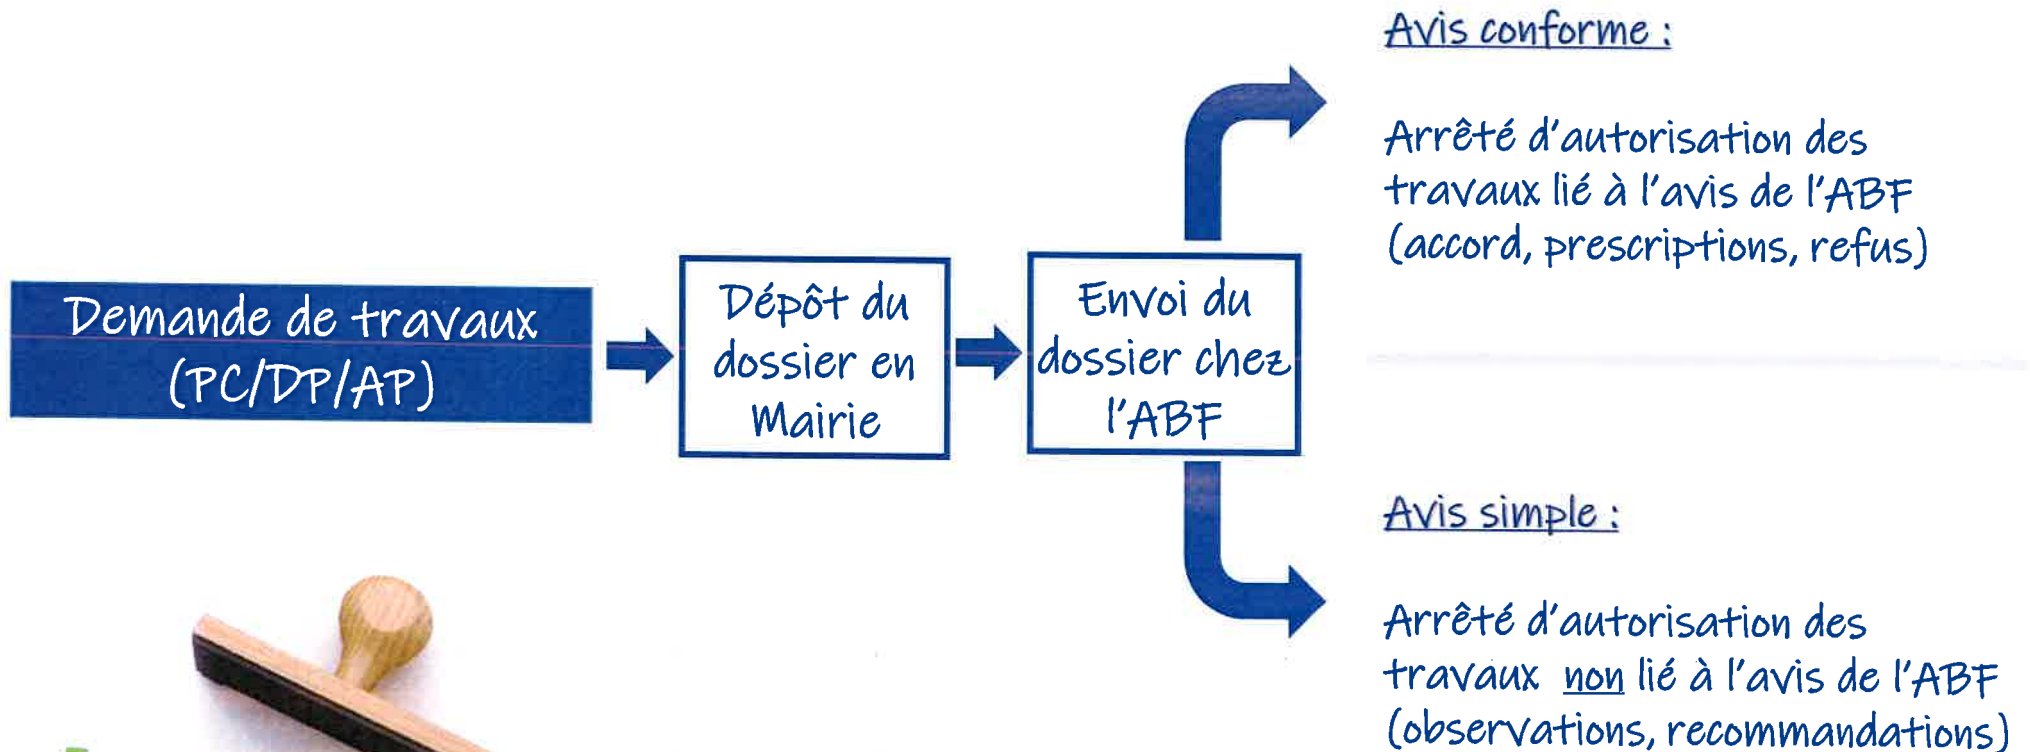 Demande de travaux
(PC/DP/AP)
Dépôt du
dossier en
Mairie
Envoi du
dossier chez
l'ABF
Avis conforme :
Arrêté d'autorisation des
travaux lié à l'avis de l'ABF
(accord, prescriptions, refus)
Avis simple :
Arrêté d'autorisation des
travaux non lié à l'avis de l'ABF
(observations, recommandations)